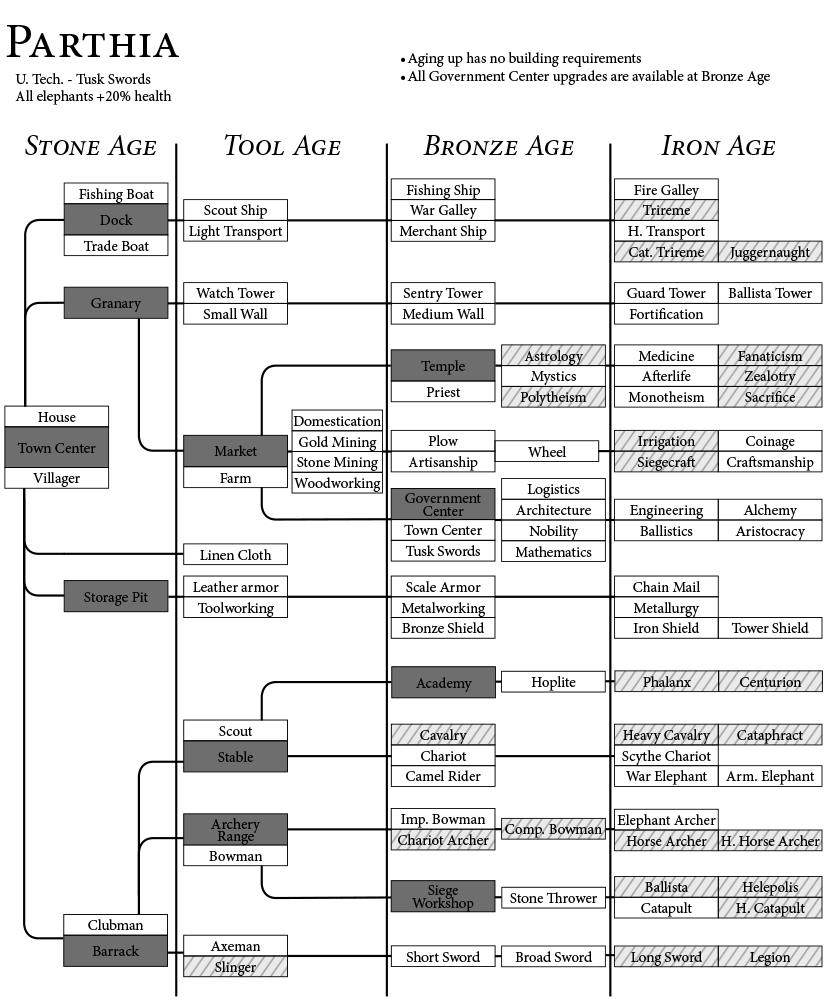 PARTHIA
U. Tech. - Tusk Swords
All elephants +20% health
• Aging up has no building requirements
• All Government Center upgrades are available at Bronze Age
STONE AGE
TOOL AGE
BRONZE AGE
IRON AGE
Fishing Boat
Dock
Trade Boat
Scout Ship
Light Transport
Fishing Ship
War Galley
Merchant Ship
Fire Galley
Trireme
H. Transport
Cat. Trireme
Juggernaught
Granary
Watch Tower
Small Wall
Sentry Tower
Medium Wall
Guard Tower
Ballista Tower
Fortification
Temple
Priest
Astrology
Mystics
Polytheism
Medicine
Fanaticism
Afterlife
Zealotry
Monotheism
Sacrifice
House
Town Center
Villager
Market
Farm
Domestication
Gold Mining
Stone Mining
Woodworking
Plow
Artisanship
Wheel
Irrigation
Coinage
Siegecraft
Craftsmanship
Government
Center
Town Center
Tusk Swords
Logistics
Architecture
Nobility
Mathematics
Engineering
Alchemy
Ballistics
Aristocracy
Linen Cloth
Storage Pit
Leather armor
Toolworking
Scale Armor
Metalworking
Bronze Shield
Chain Mail
Metallurgy
Iron Shield
Tower Shield
Academy
Hoplite
Phalanx
Centurion
Scout
Stable
Cavalry
Chariot
Camel Rider
Heavy Cavalry
Cataphract
Scythe Chariot
War Elephant
Arm. Elephant
Archery
Range
Bowman
Imp. Bowman
Chariot Archer
Comp. Bowman
Elephant Archer
Horse Archer
H. Horse Archer
Siege
Workshop
Stone Thrower
Ballista
Helepolis
Catapult
H. Catapult
Clubman
Barrack
Axeman
Slinger
Short Sword
Broad Sword
Long Sword
Legion